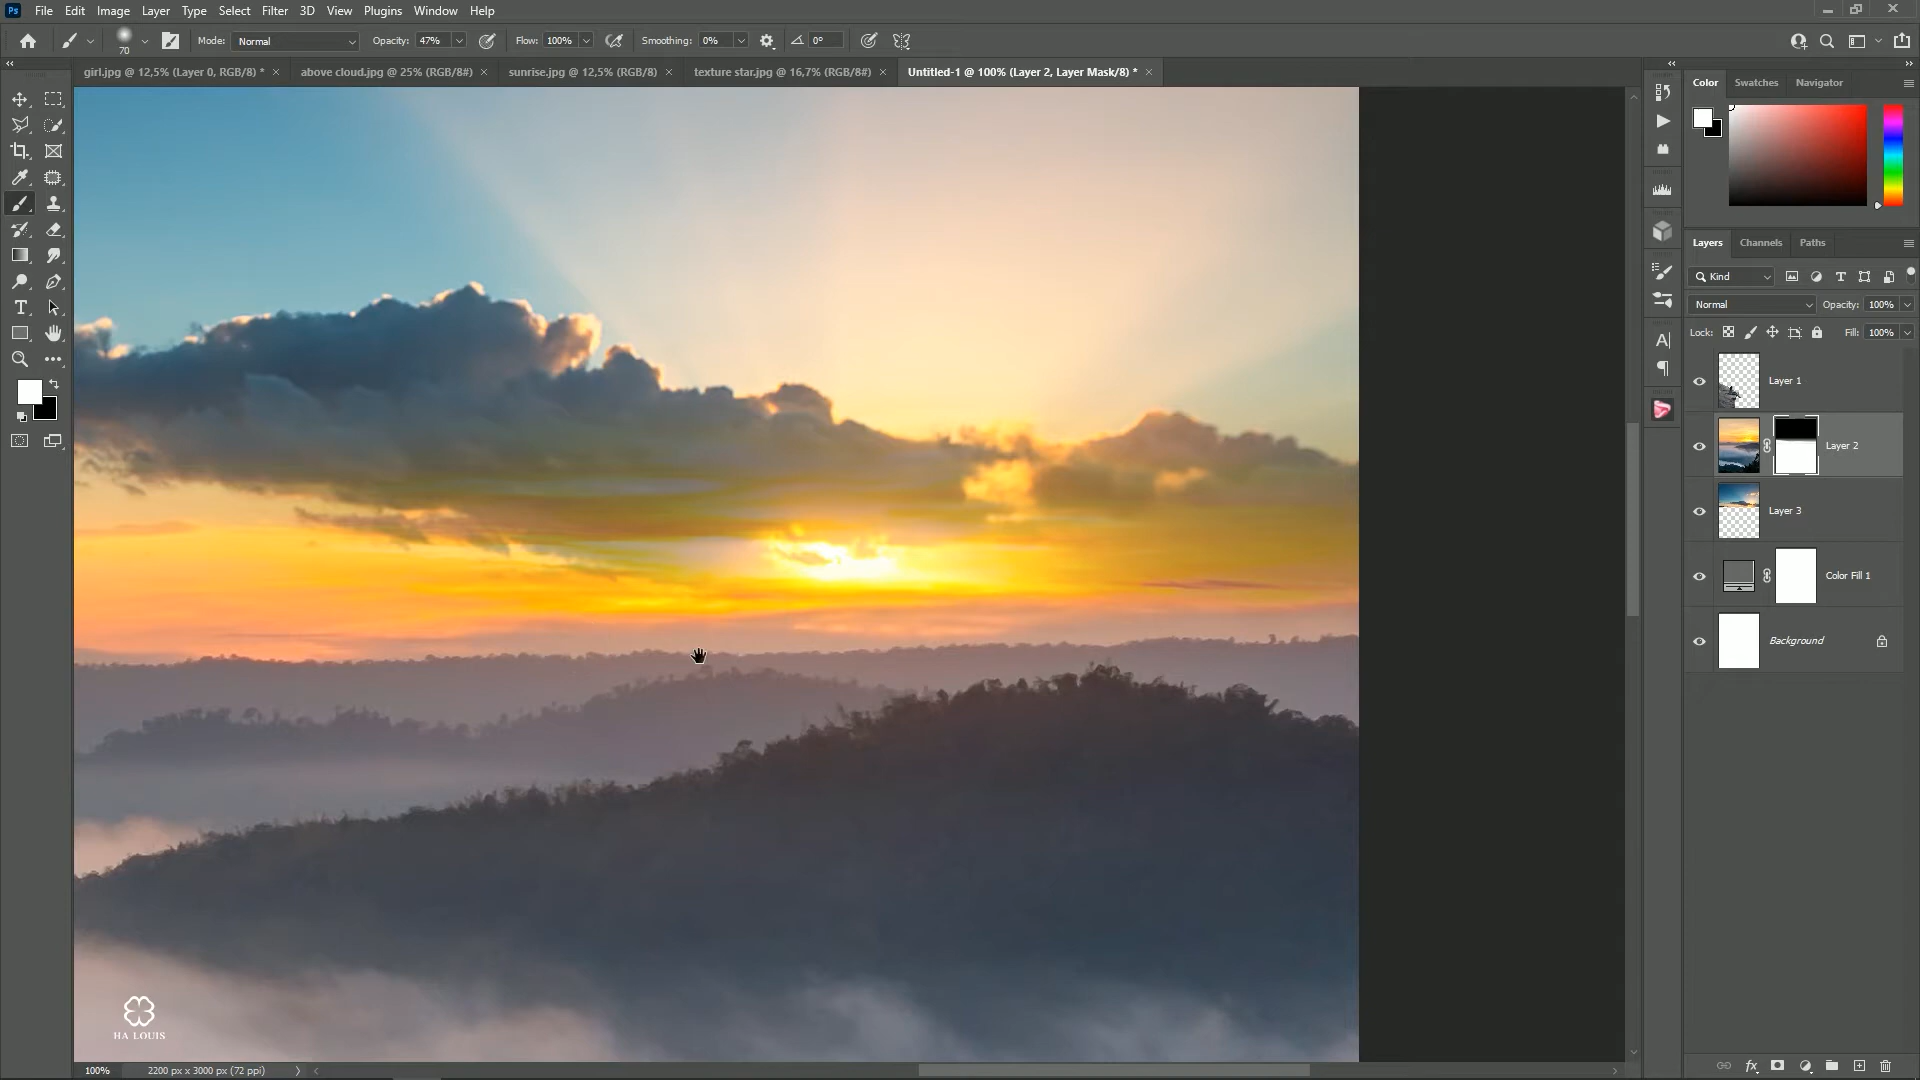 Ps File Edit Image Layer Type Select Filter 3D View Plugins Window Help
70 Mode: Normal Opacity: 47% Flow: 100% Smoothing: 0% 0°
girl.jpg @ 12,5% (Layer 0, RGB/8) * × above cloud.jpg @ 25% (RGB/8#) × sunrise.jpg @ 12,5% (RGB/8) × texture star.jpg @ 16,7% (RGB/8#) × Untitled-1 @ 100% (Layer 2, Layer Mask/8) * ×
Color Swatches Navigator
Layers Channels Paths
Kind
Normal Opacity: 100%
Lock: Fill: 100%
Layer 1
Layer 2
Layer 3
Color Fill 1
Background
HA LOUIS
100% 2200 px x 3000 px (72 ppi)